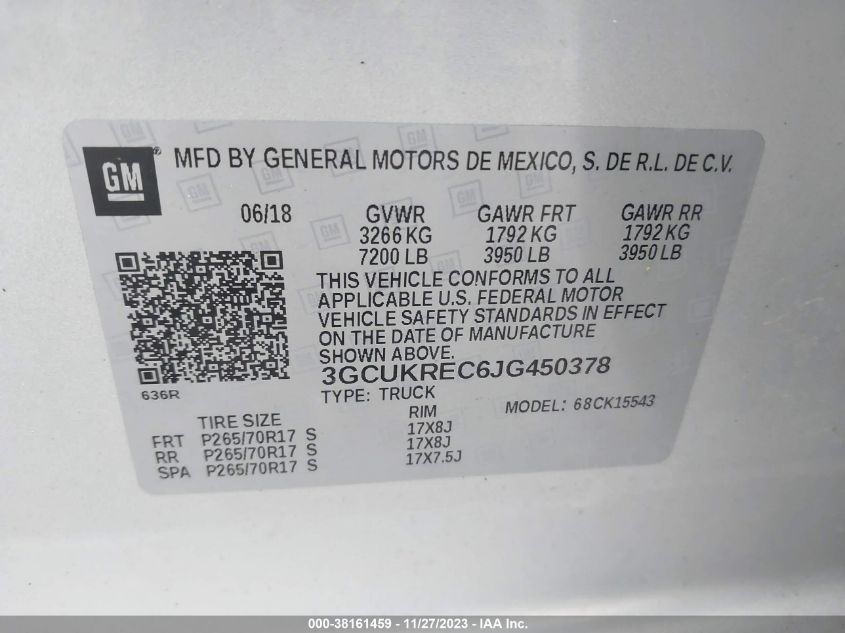 GM® MFD BY GENERAL MOTORS DE MEXICO, S. DE R.L. DE C.V.
06/18 GVWR GAWR FRT GAWR RR
3266 KG 1792 KG 1792 KG
7200 LB 3950 LB 3950 LB
THIS VEHICLE CONFORMS TO ALL
APPLICABLE U.S. FEDERAL MOTOR
VEHICLE SAFETY STANDARDS IN EFFECT
ON THE DATE OF MANUFACTURE
SHOWN ABOVE.
3GCUKREC6JG450378
636R
TYPE: TRUCK MODEL: 68CK15543
TIRE SIZE RIM
FRT P265/70R17 S 17X8J
RR P265/70R17 S 17X8J
SPA P265/70R17 S 17X7.5J
000-38161459 - 11/27/2023 - IAA Inc.